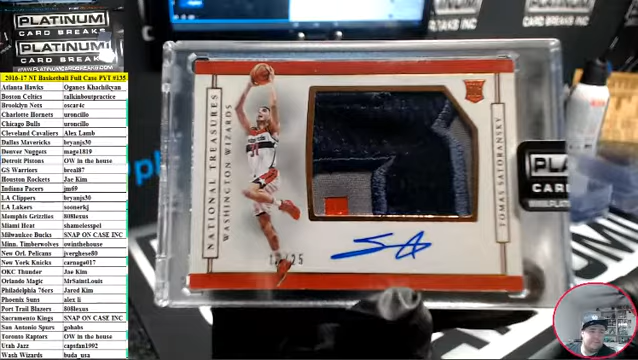 PLATINUM
CARD BREAKS
PLATINUM
CARD BREAKS
2016-17 NT Basketball Full Case PYT #135
Atlanta Hawks Oganes Khachikyan
Boston Celtics talkinboutpractice
Brooklyn Nets oscar4c
Charlotte Hornets uroncillo
Chicago Bulls uroncillo
Cleveland Cavaliers Alex Lamb
Dallas Mavericks bryanjs30
Denver Nuggets mago1819
Detroit Pistons OW in the house
GS Warriors breal87
Houston Rockets Jae Kim
Indiana Pacers jm69
LA Clippers bryanjs30
LA Lakers soonerkj
Memphis Grizzlies 808lexus
Miami Heat shamelesspei
Milwaukee Bucks SNAP ON CASE INC
Minn. Timberwolves owinthehouse
New Orl. Pelicans jverghese80
New York Knicks carnage017
OKC Thunder Jae Kim
Orlando Magic MrSaintLouis
Philadelphia 76ers Jared Kim
Phoenix Suns alex li
Port Trail Blazers 808lexus
Sacramento Kings SNAP ON CASE INC
San Antonio Spurs gohabs
Toronto Raptors OW in the house
Utah Jazz captfan1992
Wash Wizards buda_usa
NATIONAL TREASURES
WASHINGTON WIZARDS
TOMAS SATORANSKY
/25
PLATINUM
CARD